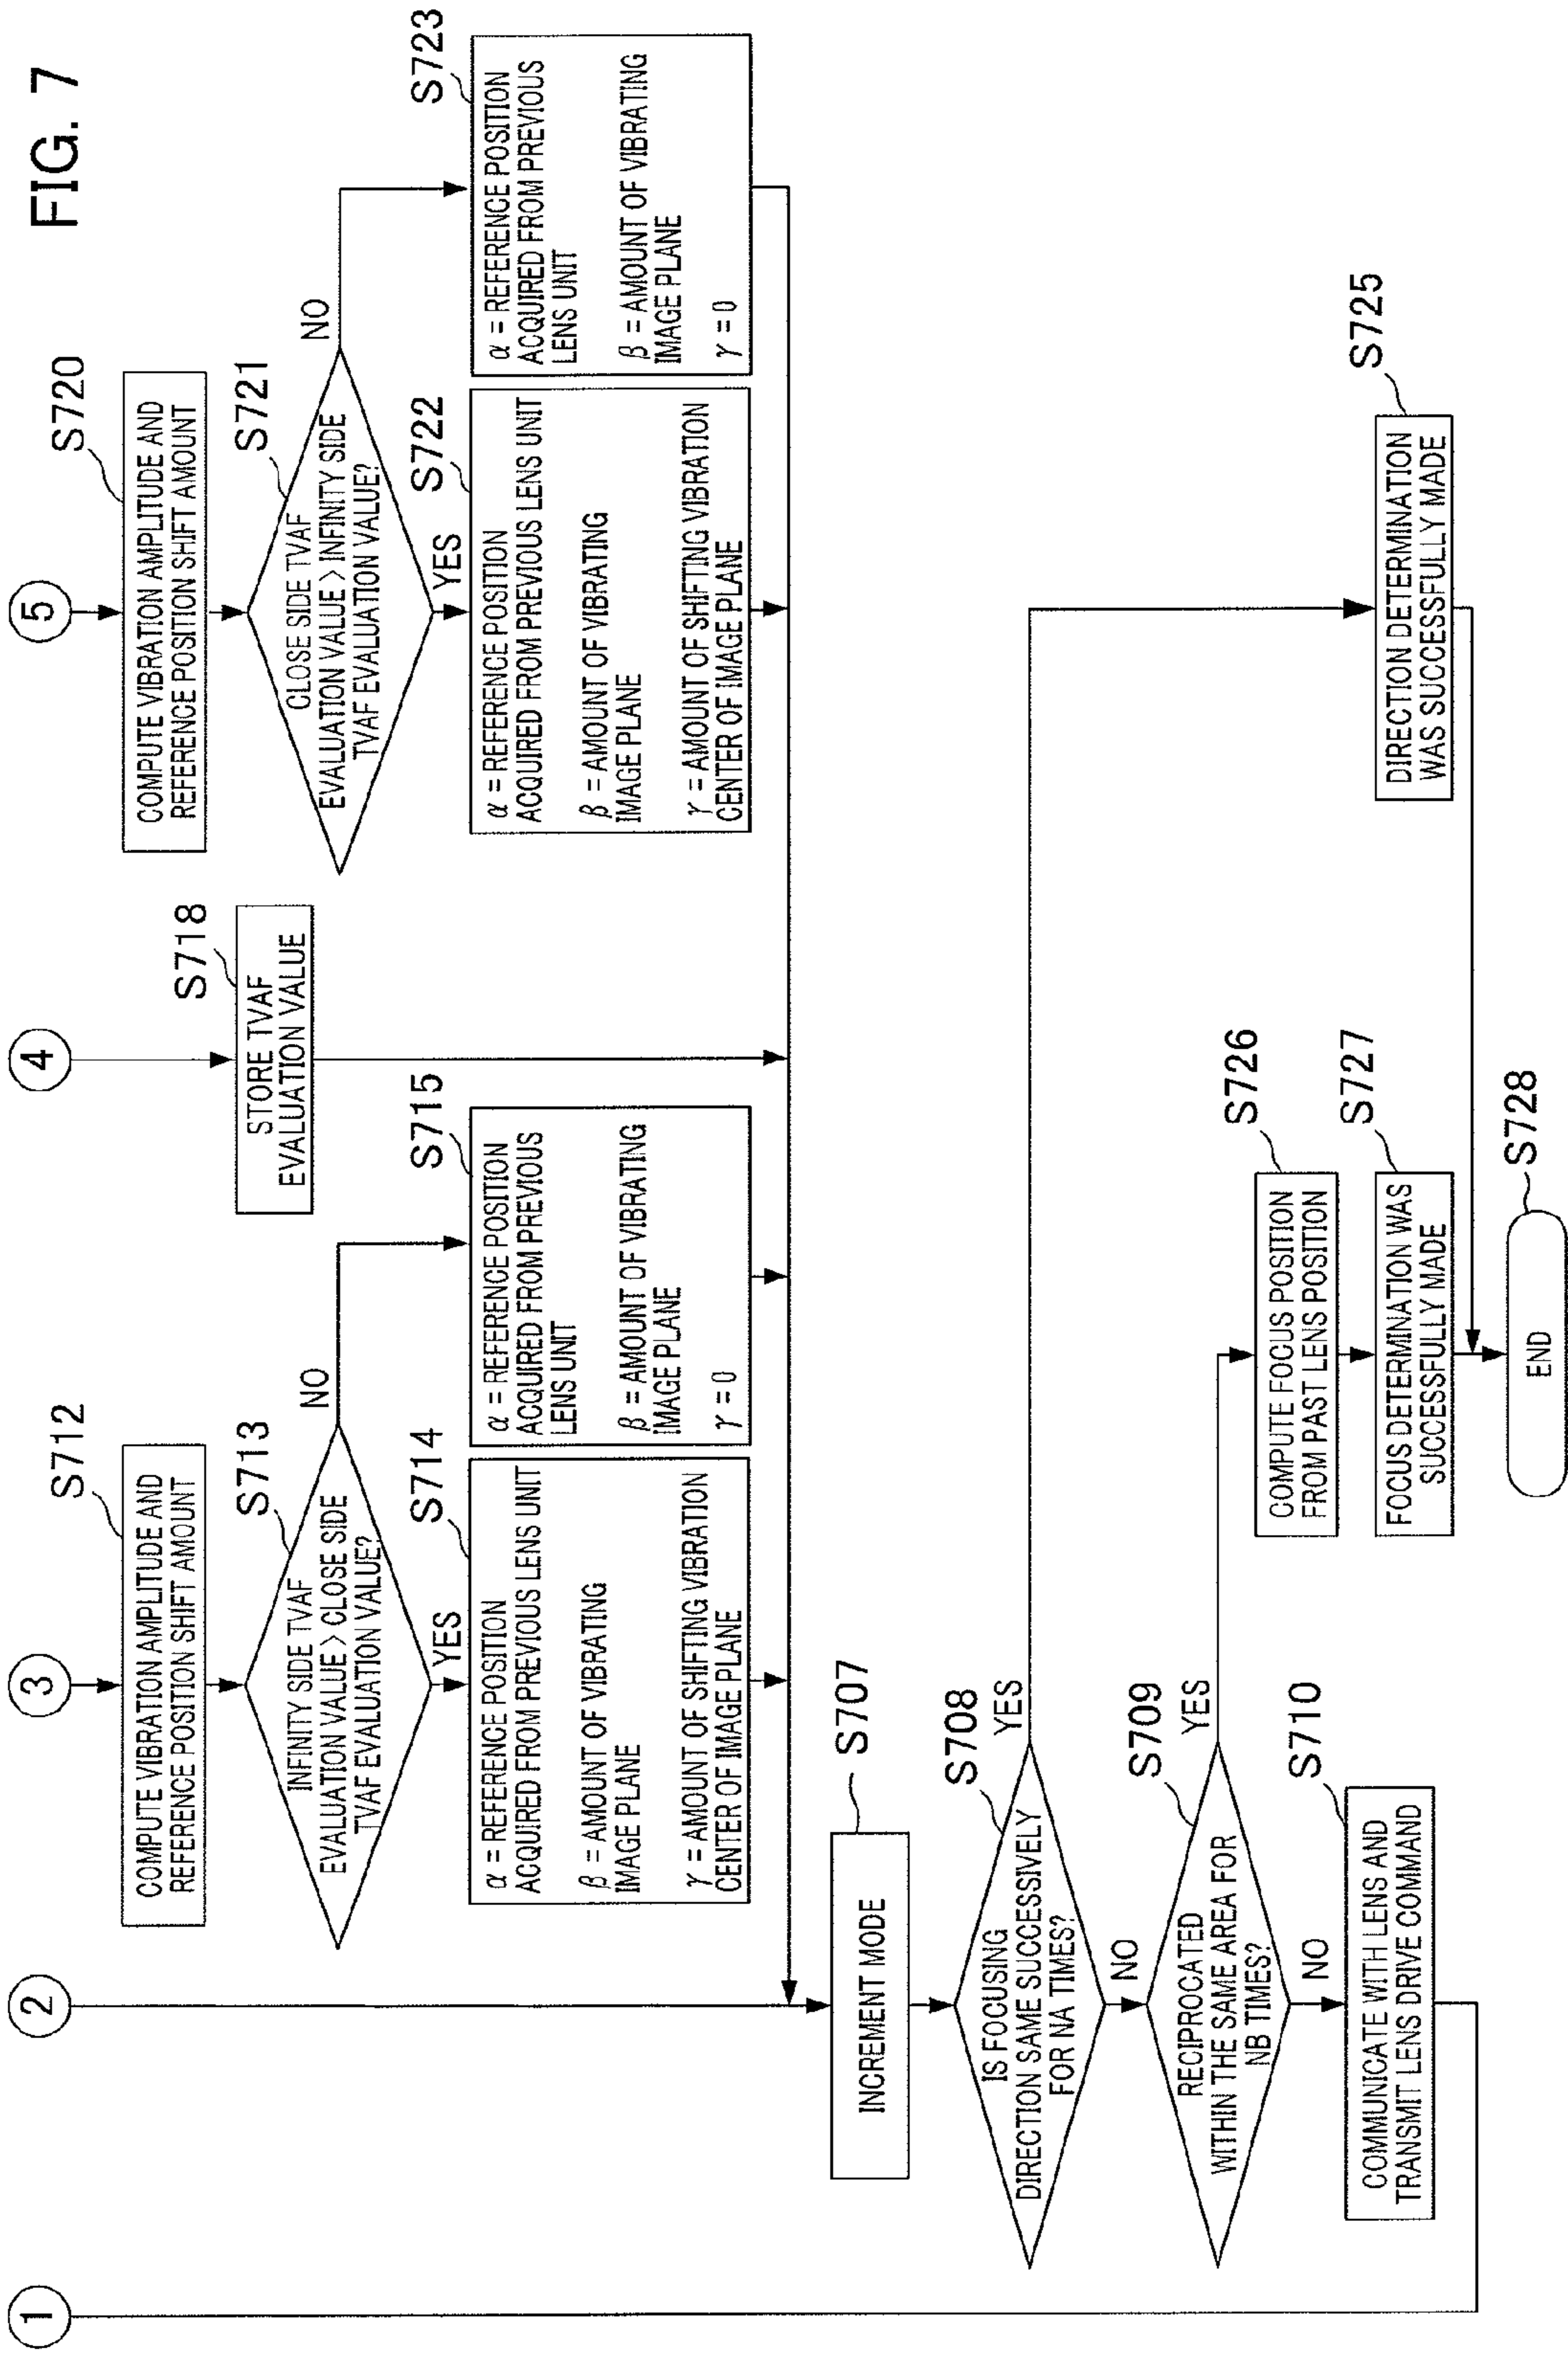 FIG. 7
1
2
3
4
5
S712
COMPUTE VIBRATION AMPLITUDE AND
REFERENCE POSITION SHIFT AMOUNT
S713
INFINITY SIDE TVAF
EVALUATION VALUE > CLOSE SIDE
TVAF EVALUATION VALUE?
NO
YES
S714
α = REFERENCE POSITION
ACQUIRED FROM PREVIOUS LENS UNIT
β = AMOUNT OF VIBRATING
IMAGE PLANE
γ = AMOUNT OF SHIFTING VIBRATION
CENTER OF IMAGE PLANE
S715
α = REFERENCE POSITION
ACQUIRED FROM PREVIOUS
LENS UNIT
β = AMOUNT OF VIBRATING
IMAGE PLANE
γ = 0
S718
STORE TVAF
EVALUATION VALUE
S720
COMPUTE VIBRATION AMPLITUDE AND
REFERENCE POSITION SHIFT AMOUNT
S721
CLOSE SIDE TVAF
EVALUATION VALUE > INFINITY SIDE
TVAF EVALUATION VALUE?
NO
YES
S722
α = REFERENCE POSITION
ACQUIRED FROM PREVIOUS LENS UNIT
β = AMOUNT OF VIBRATING
IMAGE PLANE
γ = AMOUNT OF SHIFTING VIBRATION
CENTER OF IMAGE PLANE
S723
α = REFERENCE POSITION
ACQUIRED FROM PREVIOUS
LENS UNIT
β = AMOUNT OF VIBRATING
IMAGE PLANE
γ = 0
S707
INCREMENT MODE
S708
IS FOCUSING
DIRECTION SAME SUCCESSIVELY
FOR NA TIMES?
YES
NO
S709
RECIPROCATED
WITHIN THE SAME AREA FOR
NB TIMES?
YES
NO
S710
COMMUNICATE WITH LENS AND
TRANSMIT LENS DRIVE COMMAND
S726
COMPUTE FOCUS POSITION
FROM PAST LENS POSITION
S727
FOCUS DETERMINATION WAS
SUCCESSFULLY MADE
S725
DIRECTION DETERMINATION
WAS SUCCESSFULLY MADE
S728
END